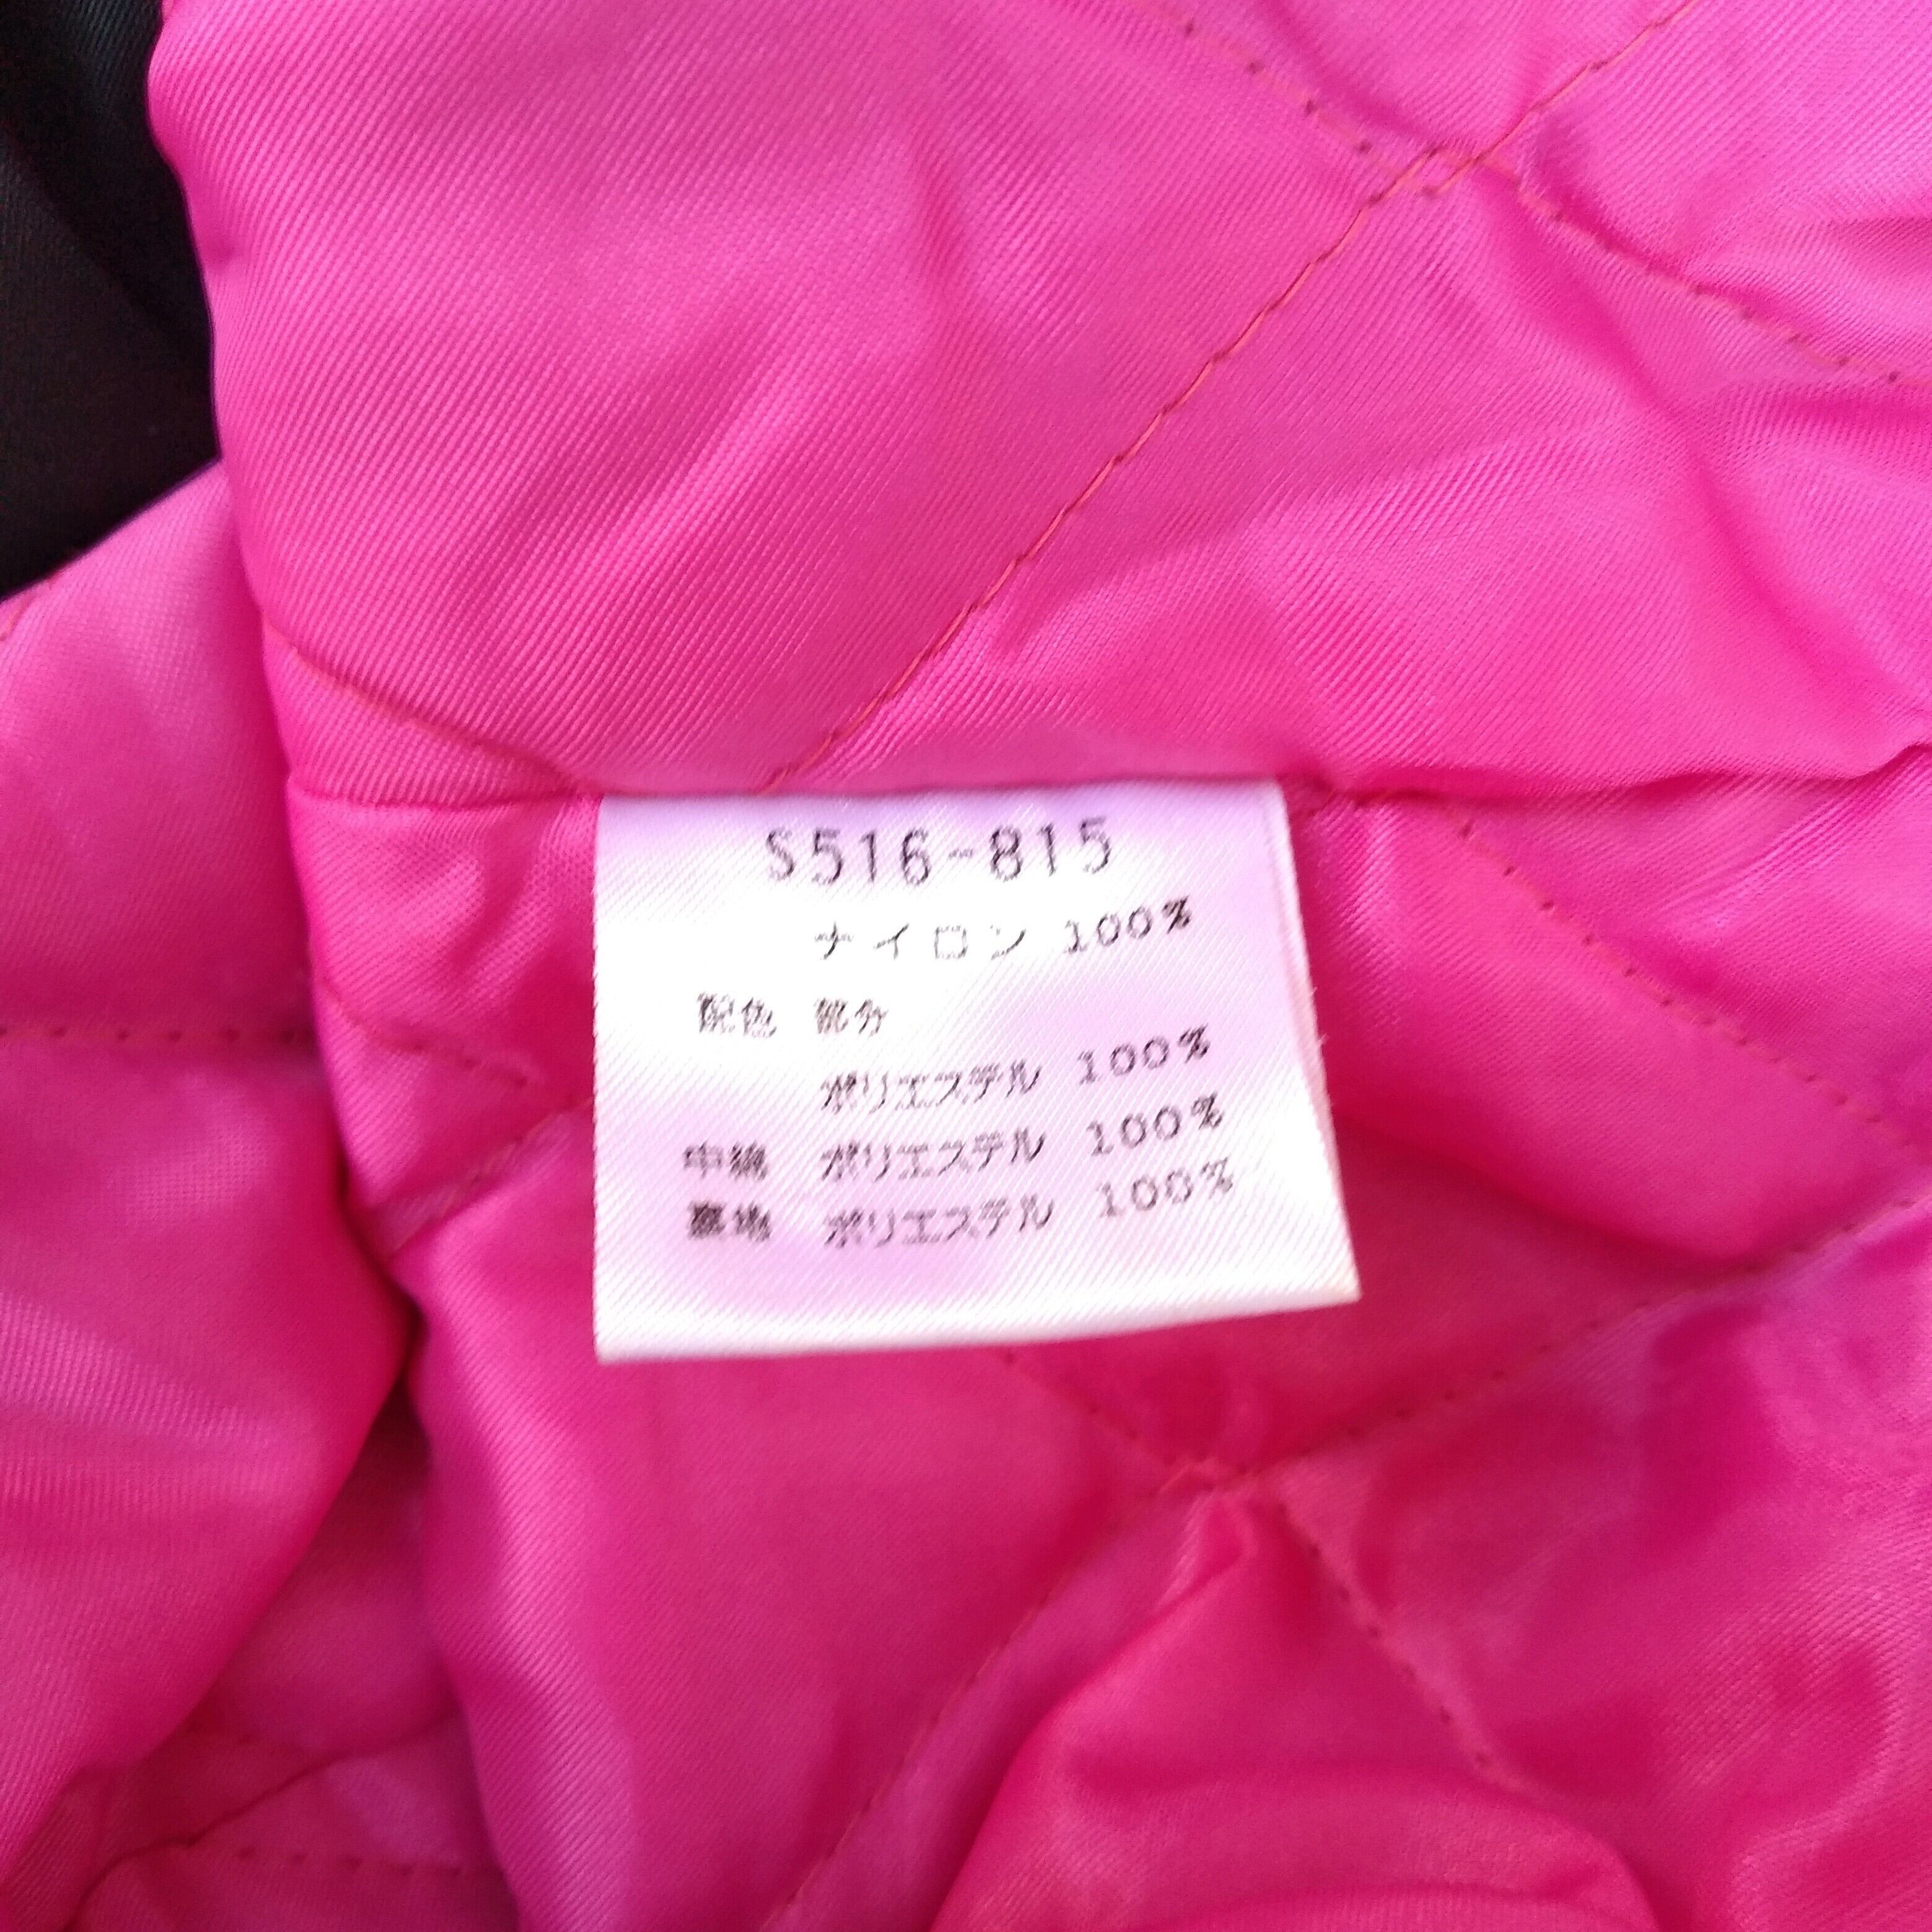 S516-815
ナイロン 100%
配色 部分
ポリエステル 100%
中綿 ポリエステル 100%
裏地 ポリエステル 100%